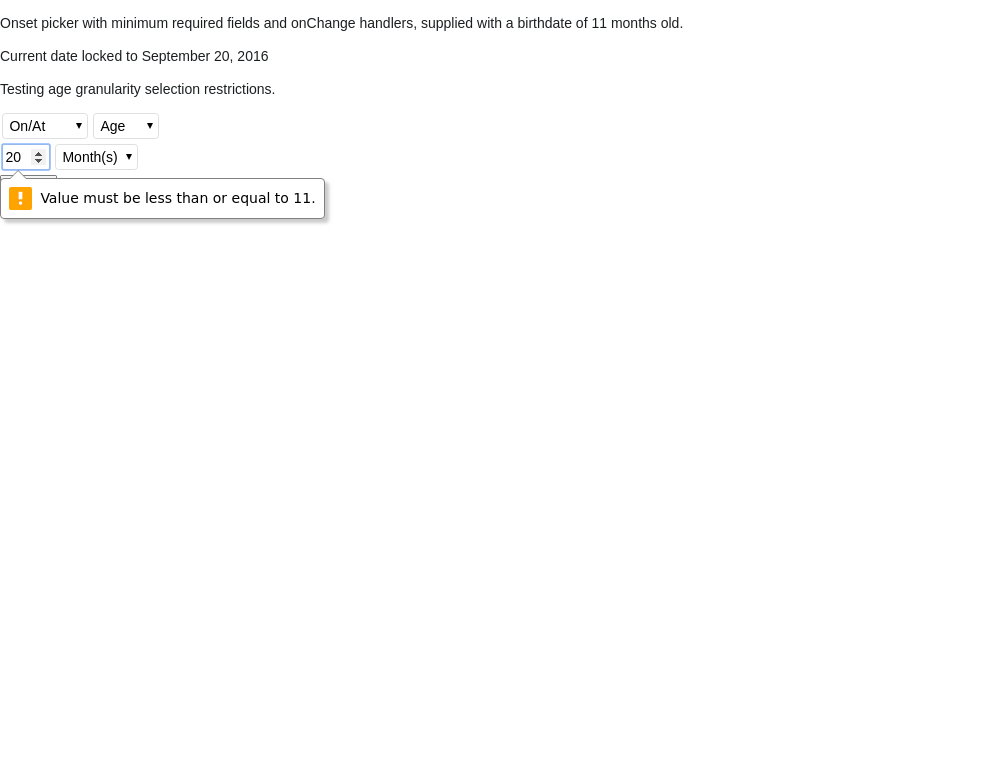 Onset picker with minimum required fields and onChange handlers, supplied with a birthdate of 11 months old.
Current date locked to September 20, 2016
Testing age granularity selection restrictions.
On/At Age
20 Month(s)
Value must be less than or equal to 11.